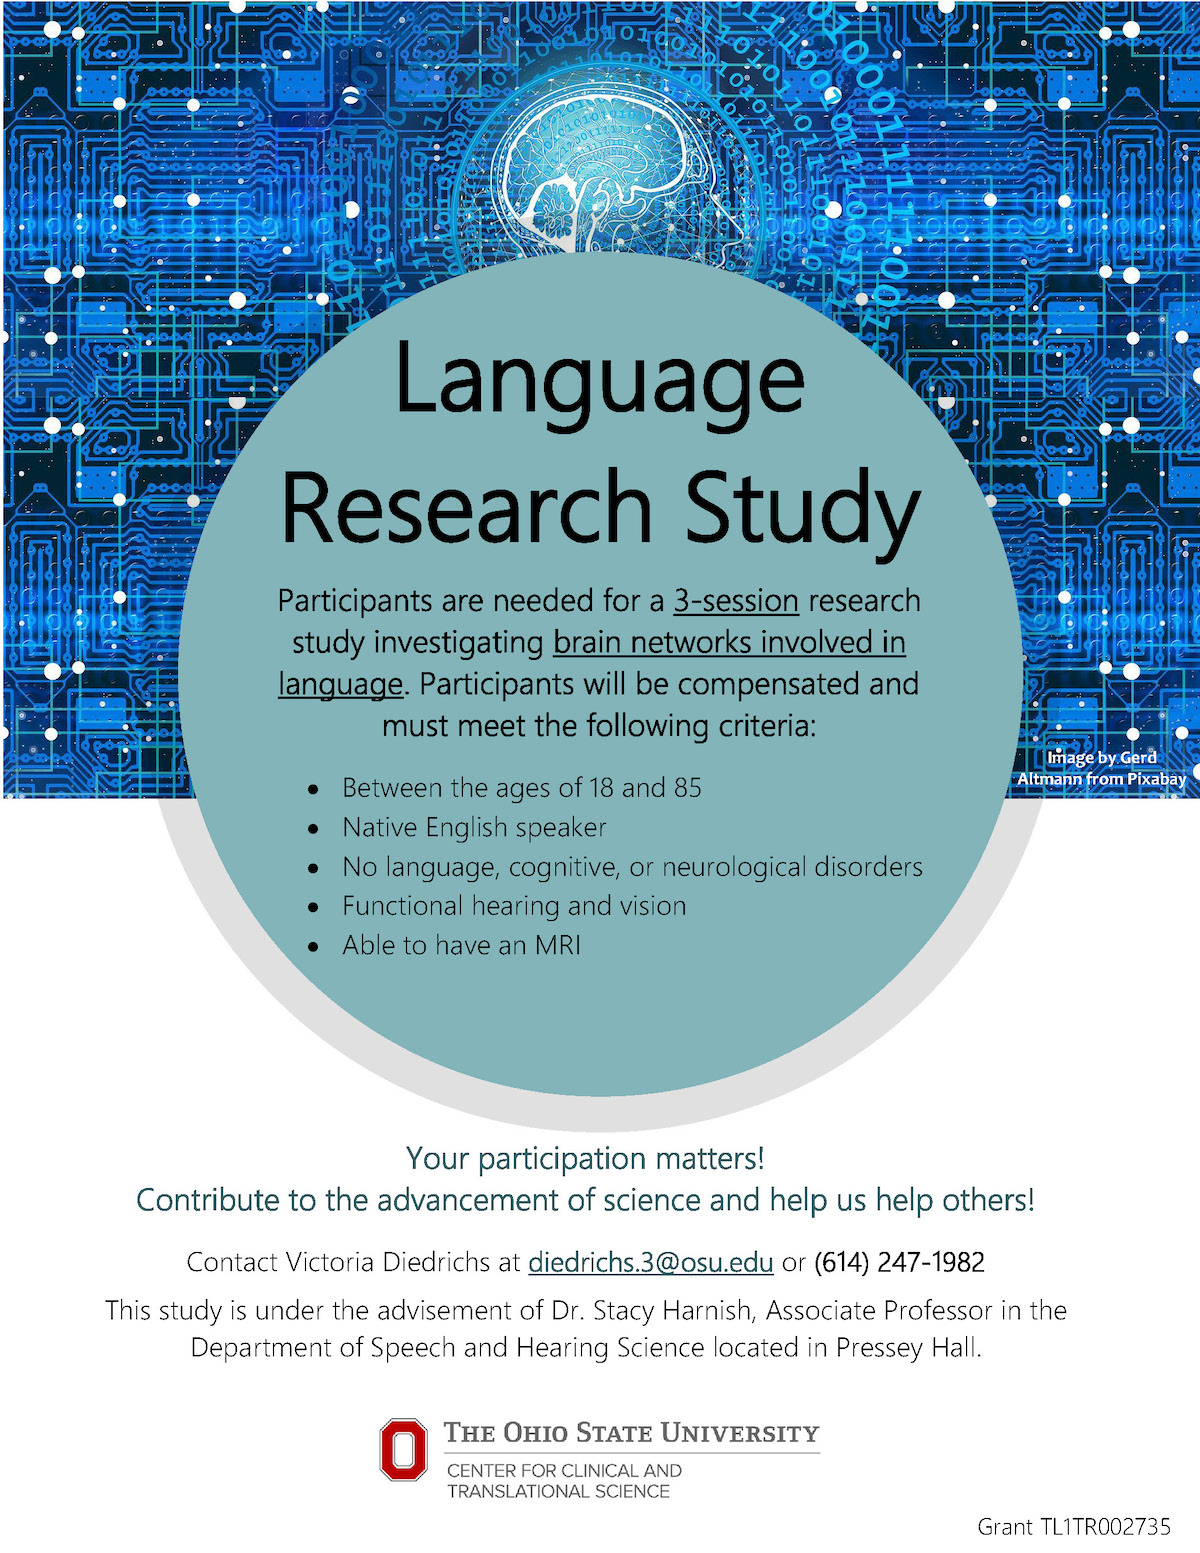 Language
Research Study
Participants are needed for a 3-session research
study investigating brain networks involved in
language. Participants will be compensated and
must meet the following criteria:
Image by Gerd
Altmann from Pixabay
• Between the ages of 18 and 85
• Native English speaker
• No language, cognitive, or neurological disorders
• Functional hearing and vision
• Able to have an MRI
Your participation matters!
Contribute to the advancement of science and help us help others!
Contact Victoria Diedrichs at diedrichs.3@osu.edu or (614) 247-1982
This study is under the advisement of Dr. Stacy Harnish, Associate Professor in the
Department of Speech and Hearing Science located in Pressey Hall.
THE OHIO STATE UNIVERSITY
CENTER FOR CLINICAL AND
TRANSLATIONAL SCIENCE
Grant TL1TR002735